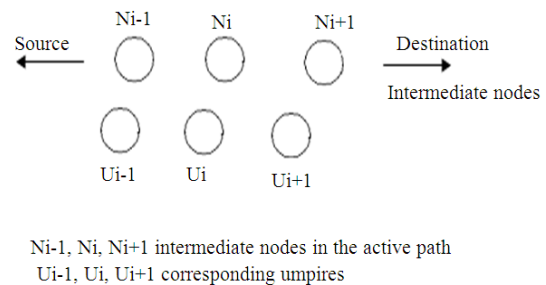 Ni-1 Ni Ni+1
Source
Destination
Intermediate nodes
Ui-1 Ui Ui+1
Ni-1, Ni, Ni+1 intermediate nodes in the active path
Ui-1, Ui, Ui+1 corresponding umpires